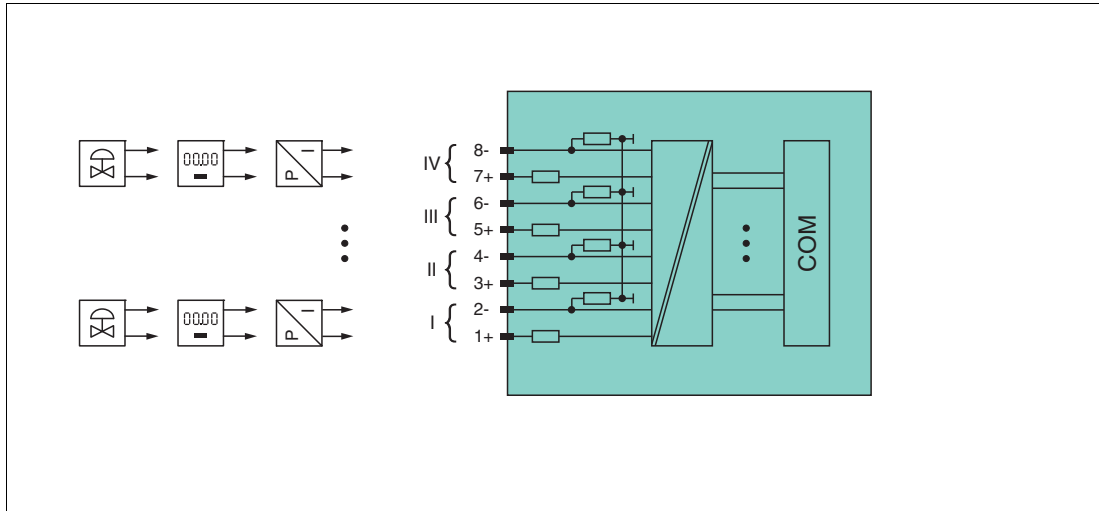 00.00
P I
00.00
P I
IV
8-
7+
III
6-
5+
II
4-
3+
I
2-
1+
COM